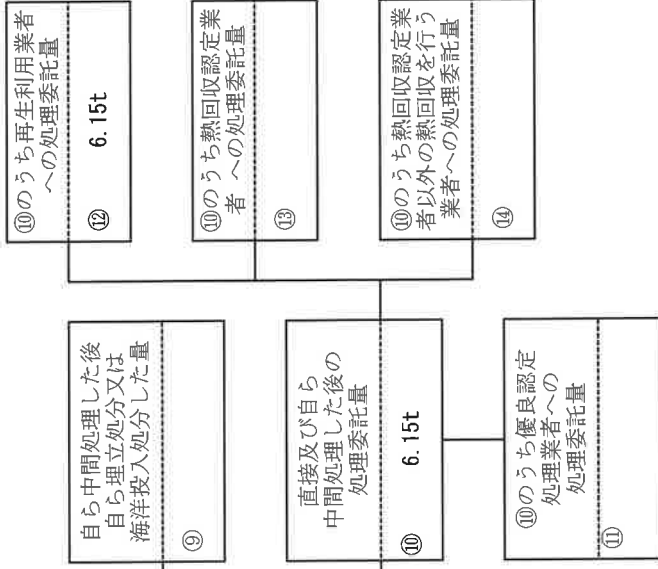 自ら中間処理した後
自ら埋立処分又は
海洋投入処分した量
⑨
直接及び自ら
中間処理した後の
処理委託量
⑩ 6.15t
⑩のうち優良認定
処理業者への
処理委託量
⑪
⑩のうち再生利用業者
への処理委託量
⑫ 6.15t
⑩のうち熱回収認定業
者への処理委託量
⑬
⑩のうち熱回収認定業
者以外の熱回収を行う
業者への処理委託量
⑭